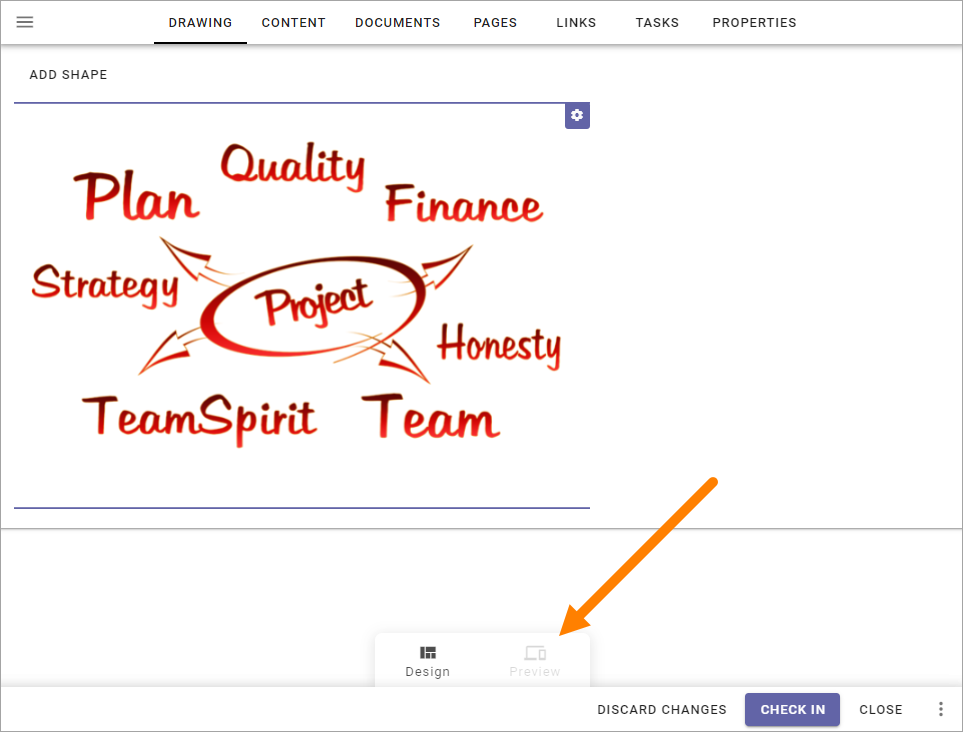 DRAWING CONTENT DOCUMENTS PAGES LINKS TASKS PROPERTIES
ADD SHAPE
Quality
Plan
Finance
Strategy
Project
Honesty
TeamSpirit
Team
Design Preview
DISCARD CHANGES CHECK IN CLOSE